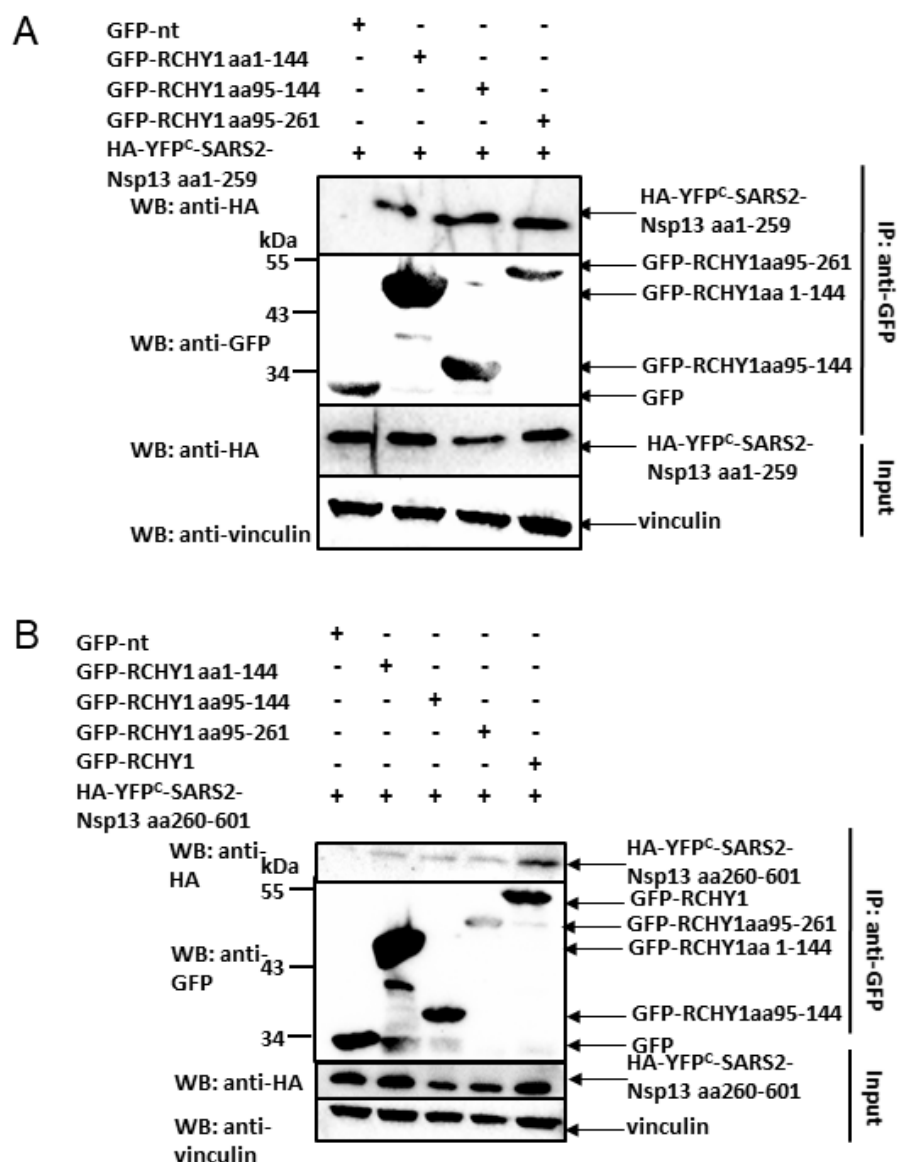 A
GFP-nt + - - -
GFP-RCHY1 aa1-144 - + - -
GFP-RCHY1 aa95-144 - - + -
GFP-RCHY1 aa95-261 - - - +
HA-YFPᶜ-SARS2- + + + +
Nsp13 aa1-259
WB: anti-HA
HA-YFPᶜ-SARS2-
Nsp13 aa1-259
kDa
55
43
34
WB: anti-GFP
GFP-RCHY1aa95-261
GFP-RCHY1aa 1-144
GFP-RCHY1aa95-144
GFP
IP: anti-GFP
WB: anti-HA
HA-YFPᶜ-SARS2-
Nsp13 aa1-259
WB: anti-vinculin
vinculin
Input
B
GFP-nt + - - - -
GFP-RCHY1 aa1-144 - + - - -
GFP-RCHY1 aa95-144 - - + - -
GFP-RCHY1 aa95-261 - - - + -
GFP-RCHY1 - - - - +
HA-YFPᶜ-SARS2- + + + + +
Nsp13 aa260-601
WB: anti-
HA
HA-YFPᶜ-SARS2-
Nsp13 aa260-601
kDa
55
43
34
WB: anti-
GFP
GFP-RCHY1
GFP-RCHY1aa95-261
GFP-RCHY1aa 1-144
GFP-RCHY1aa95-144
GFP
IP: anti-GFP
WB: anti-HA
HA-YFPᶜ-SARS2-
Nsp13 aa260-601
WB: anti-
vinculin
vinculin
Input